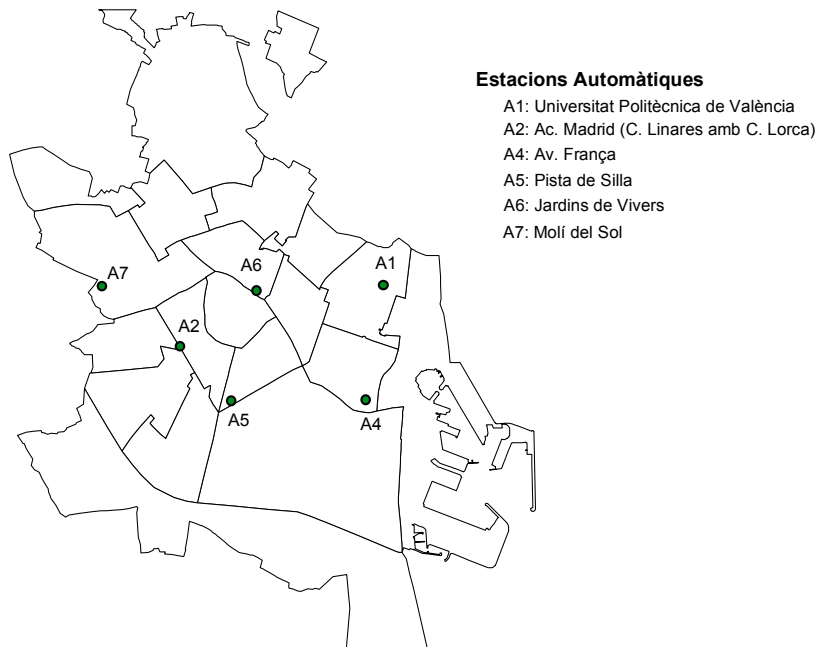 Estacions Automàtiques
A1: Universitat Politècnica de València
A2: Ac. Madrid (C. Linares amb C. Lorca)
A4: Av. França
A5: Pista de Silla
A6: Jardins de Vivers
A7: Molí del Sol
A7
A6
A1
A2
A5
A4